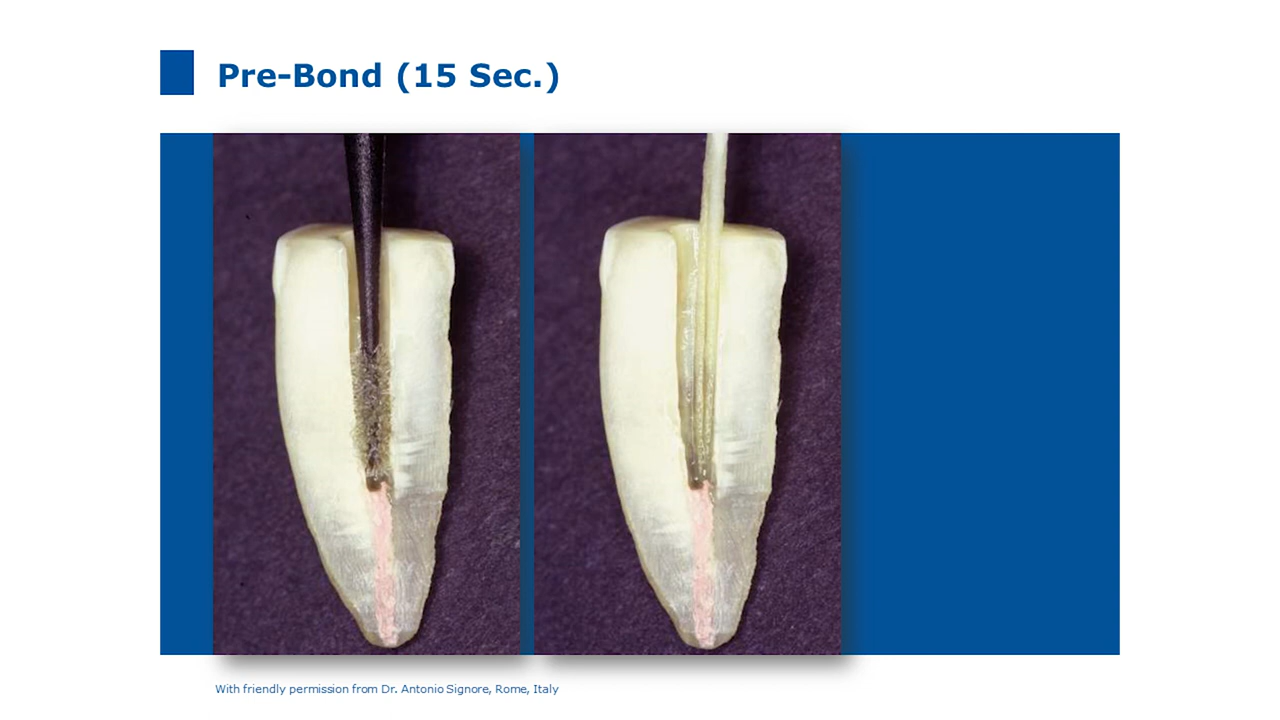 Pre-Bond (15 Sec.)
With friendly permission from Dr. Antonio Signore, Rome, Italy